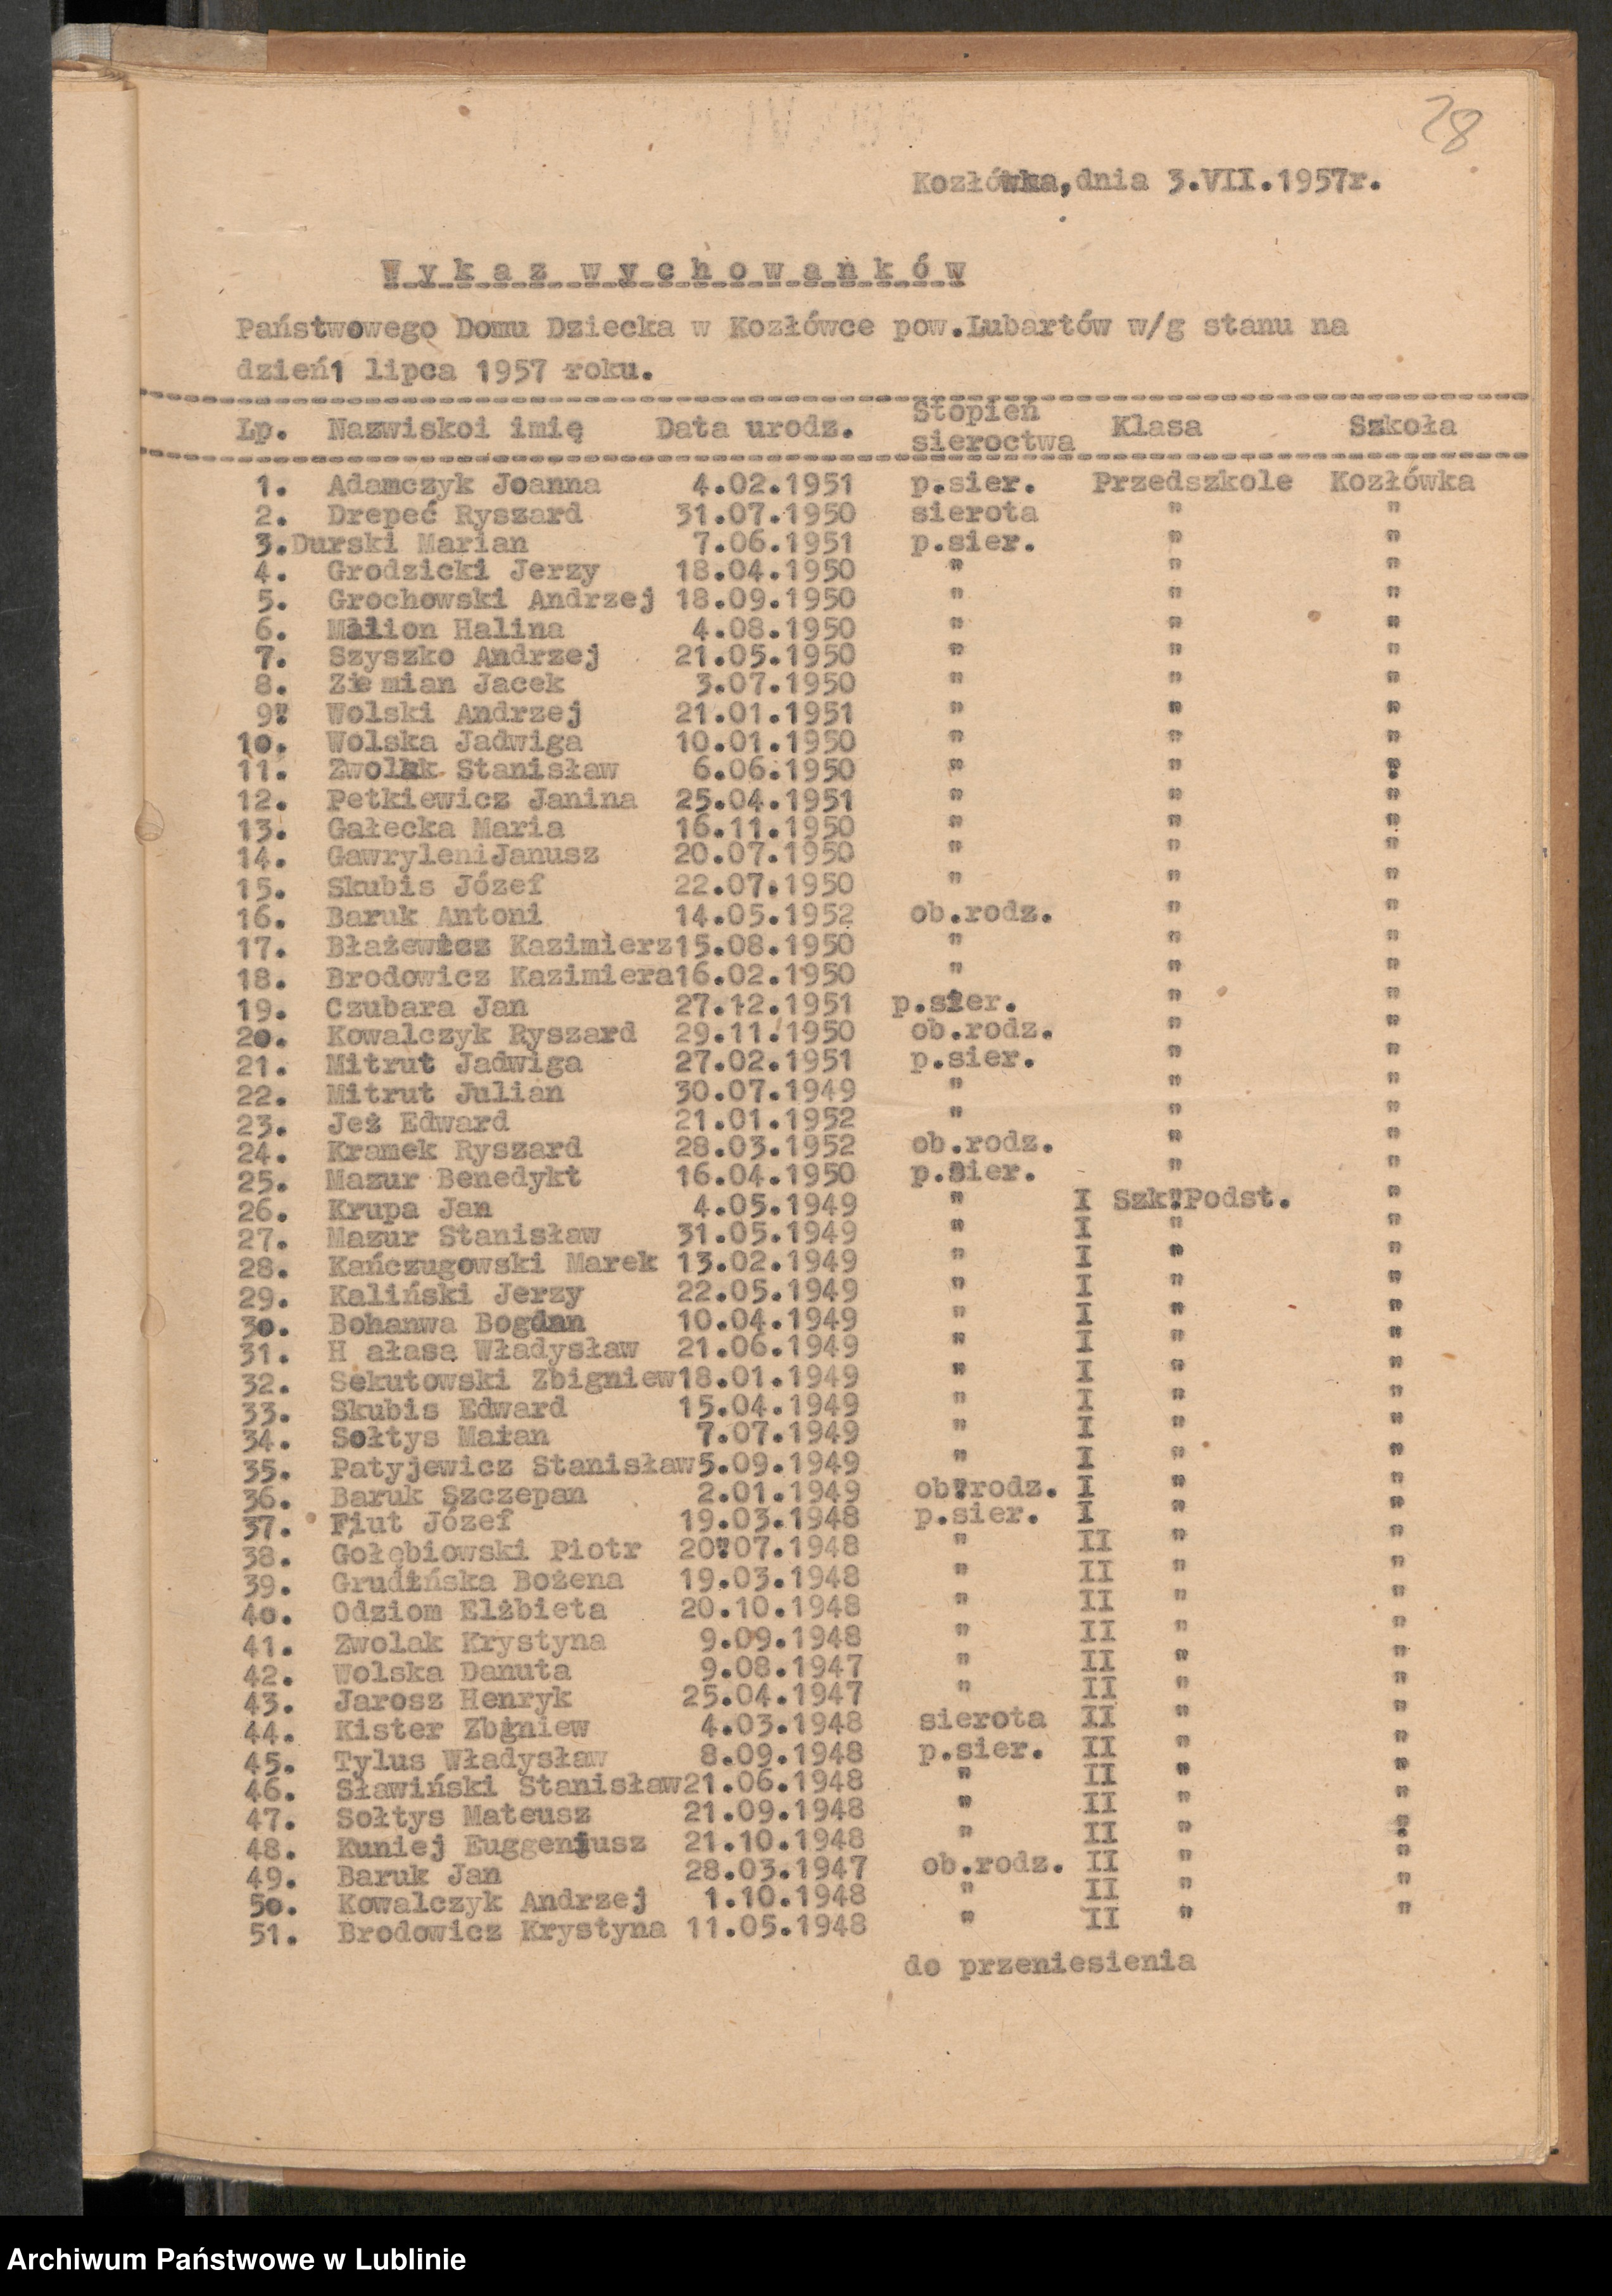 28
Kozłówka,dnia 3.VII.1957r.
W y k a z w y c h o w a n k ó w
Państwowego Domu Dziecka w Kozłówce pow.Lubartów w/g stanu na
dzień1 lipca 1957 roku.
Lp. Nazwiskoi imię Data urodz. Stopień sieroctwa Klasa Szkoła
1. Adamczyk Joanna 4.02.1951 p.sier. Przedszkole Kozłówka
2. Drepeć Ryszard 31.07.1950 sierota " "
3.Durski Marian 7.06.1951 p.sier. " "
4. Grodzicki Jerzy 18.04.1950 " " "
5. Grochowski Andrzej 18.09.1950 " " "
6. Halina 4.08.1950 " " "
7. Szyszko Andrzej 21.05.1950 " " "
8. Zie mian Jacek 3.07.1950 " " "
9. Wolski Andrzej 21.01.1951 " " "
10. Wolska Jadwiga 10.01.1950 " " "
11. Zwolak Stanisław 6.06.1950 " " "
12. Petkiewicz Janina 25.04.1951 " " "
13. Gałecka Maria 16.11.1950 " " "
14. GawryleniJanusz 20.07.1950 " " "
15. Skubis Józef 22.07.1950 " " "
16. Baruk Antoni 14.05.1952 ob.rodz. " "
17. Błażewicz Kazimierz15.08.1950 " " "
18. Brodowicz Kazimiera16.02.1950 " " "
19. Czubara Jan 27.12.1951 p.sier. " "
20. Kowalczyk Ryszard 29.11.1950 ob.rodz. " "
21. Mitrut Jadwiga 27.02.1951 p.sier. " "
22. Mitrut Julian 30.07.1949 " " "
23. Jeż Edward 21.01.1952 " " "
24. Kramek Ryszard 28.03.1952 ob.rodz. " "
25. Mazur Benedykt 16.04.1950 p.sier. " "
26. Krupa Jan 4.05.1949 " I Szk.Podst. "
27. Mazur Stanisław 31.05.1949 " I " "
28. Kańczugowski Marek 13.02.1949 " I " "
29. Kaliński Jerzy 22.05.1949 " I " "
30. Bohanwa Bogdan 10.04.1949 " I " "
31. H ałasa Władysław 21.06.1949 " I " "
32. Sekutowski Zbigniew18.01.1949 " I " "
33. Skubis Edward 15.04.1949 " I " "
34. Sołtys 7.07.1949 " I " "
35. Patyjewicz Stanisław5.09.1949 " I " "
36. Baruk Szczepan 2.01.1949 ob.rodz. I " "
37. Fiut Józef 19.03.1948 p.sier. I " "
38. Gołębiowski Piotr 20.07.1948 " II " "
39. Grudińska Bożena 19.03.1948 " II " "
40. Odziom Elżbieta 20.10.1948 " II " "
41. Zwolak Krystyna 9.09.1948 " II " "
42. Wolska Danuta 9.08.1947 " II " "
43. Jarosz Henryk 25.04.1947 " II " "
44. Kister Zbigniew 4.03.1948 sierota II " "
45. Tylus Władysław 8.09.1948 p.sier. II " "
46. Sławiński Stanisław21.06.1948 " II " "
47. Sołtys Mateusz 21.09.1948 " II " "
48. Kuniej Euggeniusz 21.10.1948 " II " "
49. Baruk Jan 28.03.1947 ob.rodz. II " "
50. Kowalczyk Andrzej 1.10.1948 " II " "
51. Brodowicz Krystyna 11.05.1948 " II "
do przeniesienia
Archiwum Państwowe w Lublinie